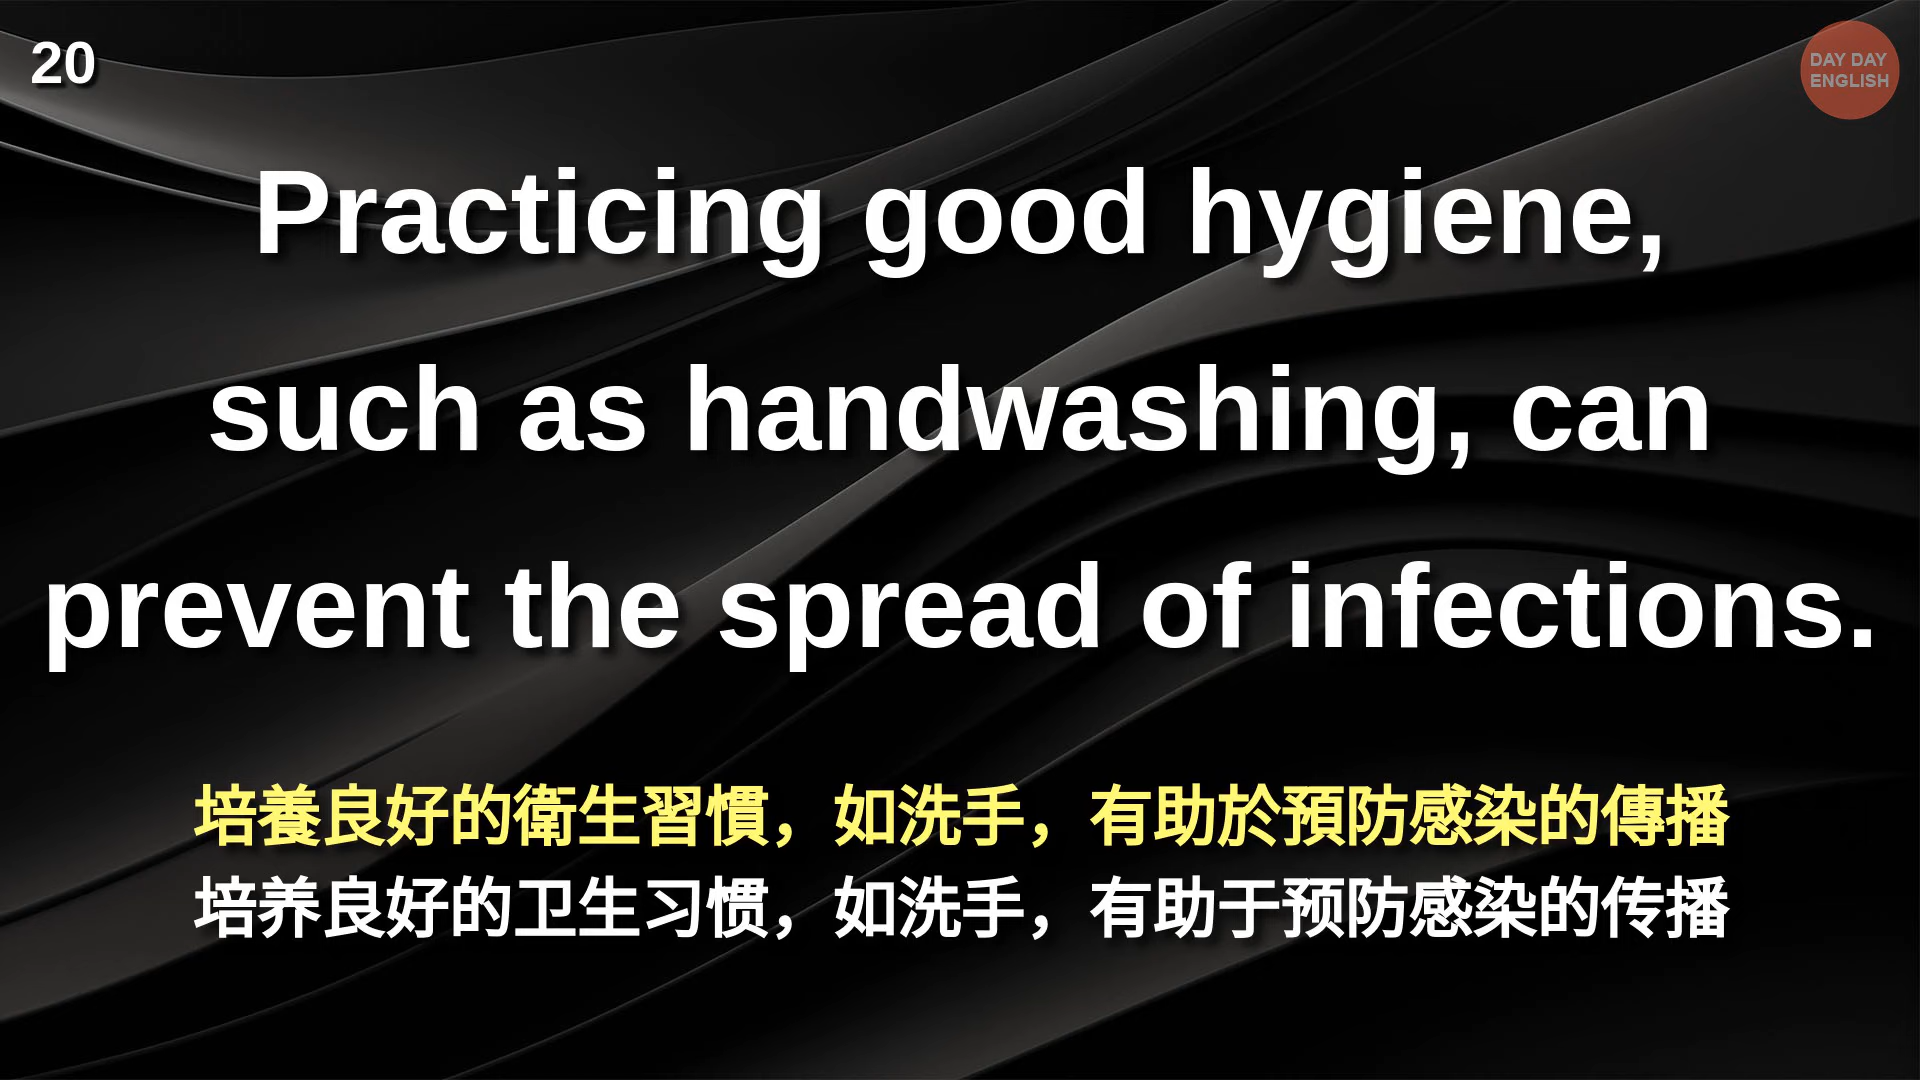 20
DAY DAY
ENGLISH
Practicing good hygiene,
such as handwashing, can
prevent the spread of infections.
培養良好的衛生習慣，如洗手，有助於預防感染的傳播
培养良好的卫生习惯，如洗手，有助于预防感染的传播